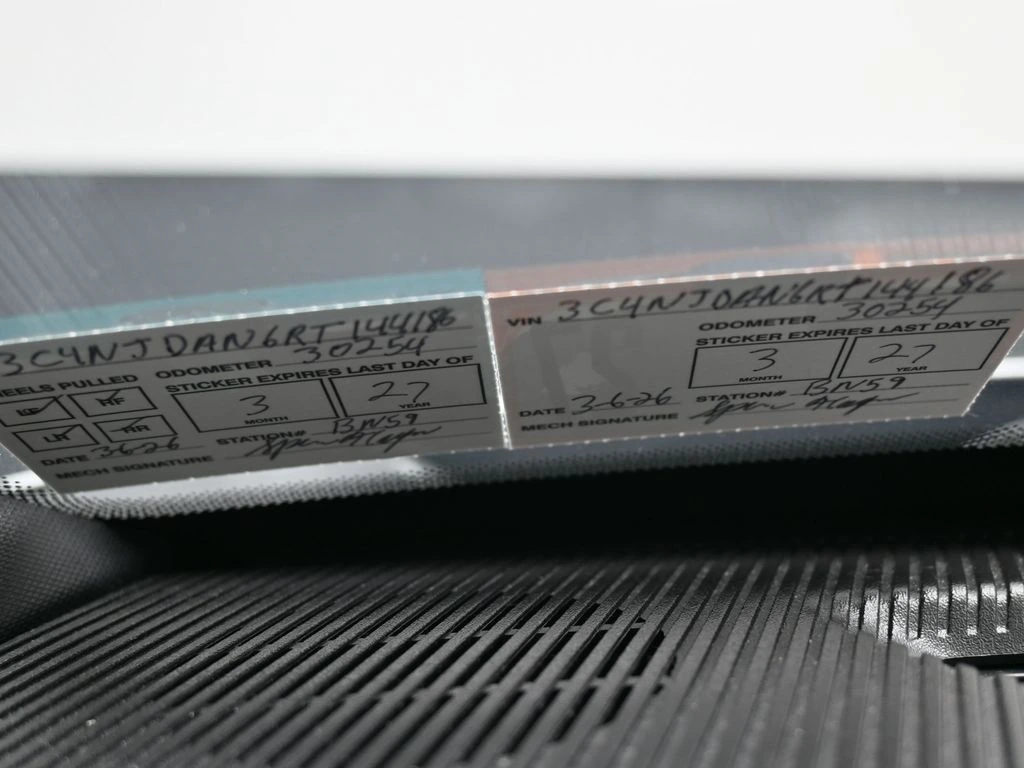 3C4NJDAN6RT144186
WHEELS PULLED
ODOMETER 30254
STICKER EXPIRES LAST DAY OF
LF RF
3 27
MONTH YEAR
LR RR
STATION# BN59
DATE 3-6-26
MECH SIGNATURE
VIN 3C4NJDAN6RT144186
ODOMETER 30254
STICKER EXPIRES LAST DAY OF
3 27
MONTH YEAR
DATE 3-6-26 STATION# BN59
MECH SIGNATURE